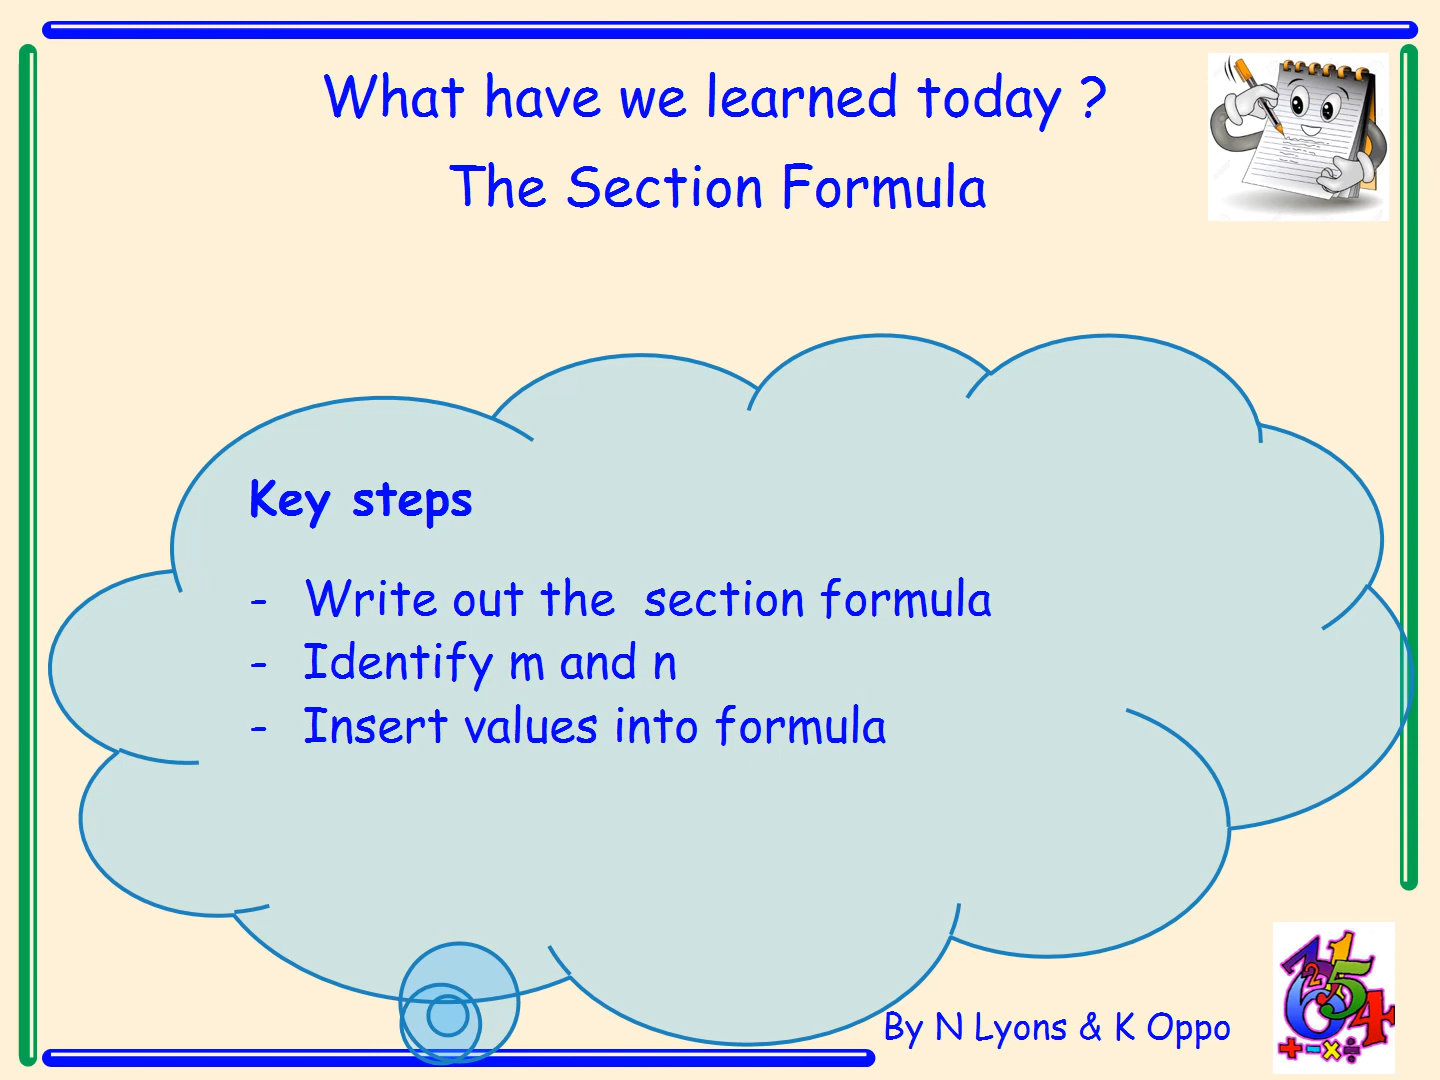 What have we learned today ?
The Section Formula
Key steps
- Write out the section formula
- Identify m and n
- Insert values into formula
By N Lyons & K Oppo